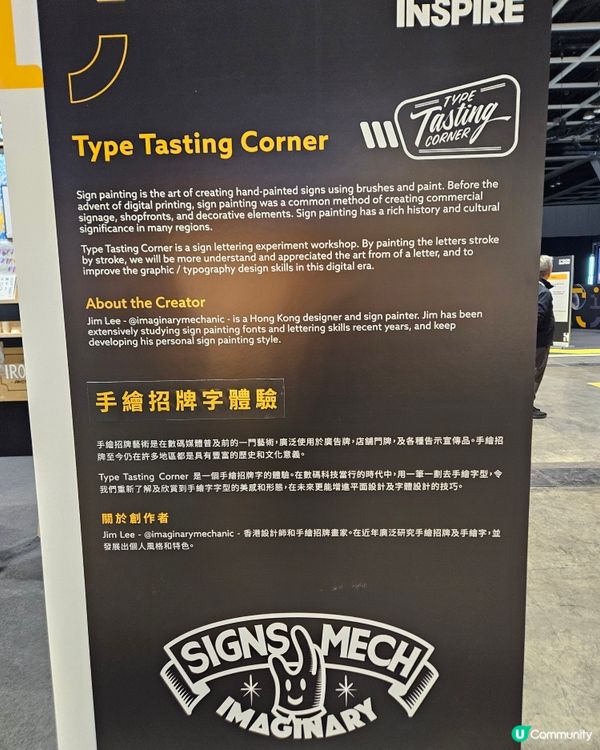 INSPIRE
TYPE
Tasting
CORNER
Type Tasting Corner
Sign painting is the art of creating hand-painted signs using brushes and paint. Before the
advent of digital printing, sign painting was a common method of creating commercial
signage, shopfronts, and decorative elements. Sign painting has a rich history and cultural
significance in many regions.
Type Tasting Corner is a sign lettering experiment workshop. By painting the letters stroke
by stroke, we will be more understand and appreciated the art from of a letter, and to
improve the graphic / typography design skills in this digital era.
About the Creator
Jim Lee - @imaginarymechanic - is a Hong Kong designer and sign painter. Jim has been
extensively studying sign painting fonts and lettering skills recent years, and keep
developing his personal sign painting style.
手繪招牌字體驗
手繪招牌藝術是在數碼媒體普及前的一門藝術，廣泛使用於廣告牌，店舖門牌，及各種告示宣傳品。手繪招
牌至今仍在許多地區都是具有豐富的歷史和文化意義。
Type Tasting Corner 是一個手繪招牌字的體驗。在數碼科技當行的時代中，用一筆一劃去手繪字型，令
我們重新了解及欣賞到手繪字字型的美感和形態，在未來更能增進平面設計及字體設計的技巧。
關於創作者
Jim Lee - @imaginarymechanic - 香港設計師和手繪招牌畫家。在近年廣泛研究手繪招牌及手繪字，並
發展出個人風格和特色。
SIGNS MECH
IMAGINARY
IRO
U Community